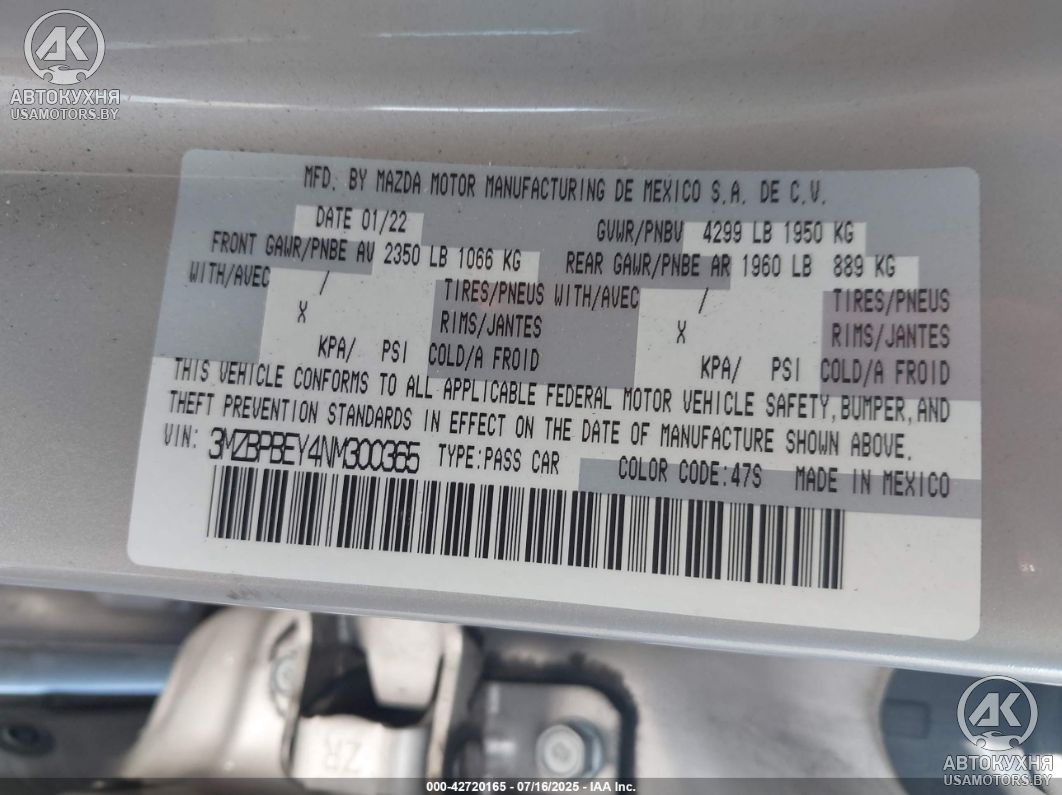 АК
АВТОКУХНЯ
USAMOTORS.BY
MFD. BY MAZDA MOTOR MANUFACTURING DE MEXICO S.A. DE C.V.
DATE 01/22 GVWR/PNBV 4299 LB 1950 KG
FRONT GAWR/PNBE AV 2350 LB 1066 KG REAR GAWR/PNBE AR 1960 LB 889 KG
WITH/AVEC / TIRES/PNEUS WITH/AVEC / TIRES/PNEUS
X RIMS/JANTES X RIMS/JANTES
KPA/ PSI COLD/A FROID KPA/ PSI COLD/A FROID
THIS VEHICLE CONFORMS TO ALL APPLICABLE FEDERAL MOTOR VEHICLE SAFETY, BUMPER, AND
THEFT PREVENTION STANDARDS IN EFFECT ON THE DATE OF MANUFACTURE SHOWN ABOVE.
VIN: 3MZBPBEY4NM300365 TYPE:PASS CAR COLOR CODE:47S MADE IN MEXICO
ZR
АК
АВТОКУХНЯ
USAMOTORS.BY
000-42720165 - 07/16/2025 - IAA Inc.